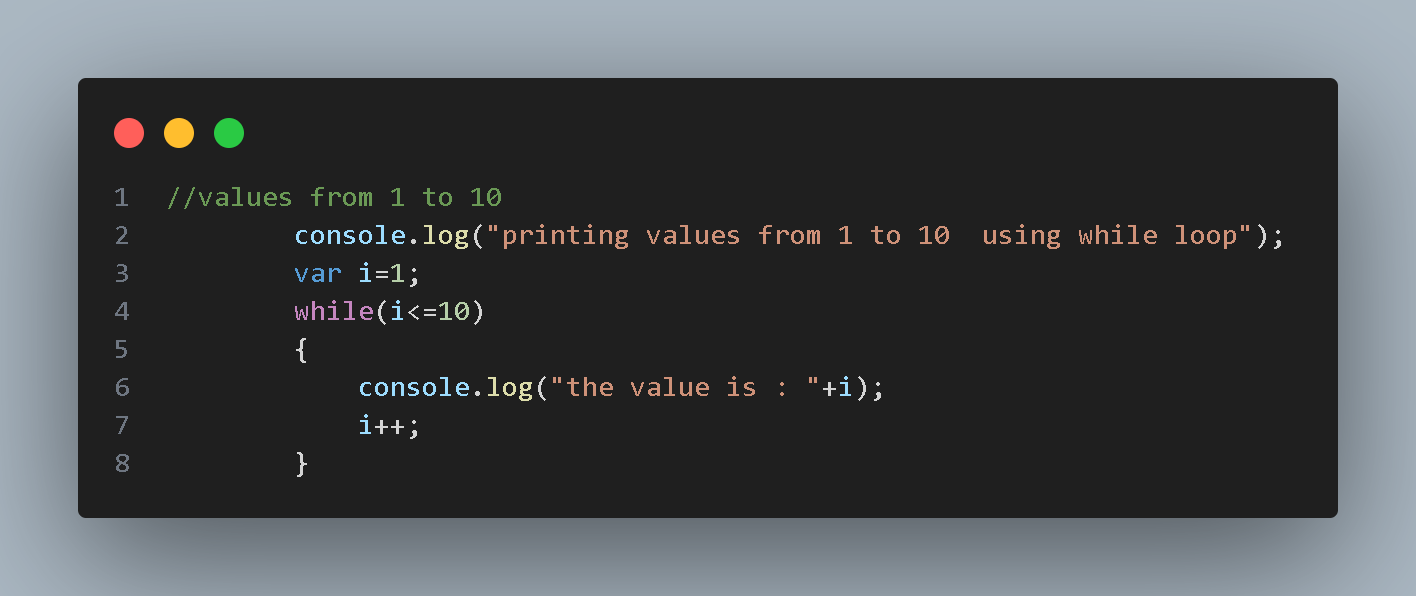 1 //values from 1 to 10
2         console.log("printing values from 1 to 10  using while loop");
3         var i=1;
4         while(i<=10)
5         {
6             console.log("the value is : "+i);
7             i++;
8         }